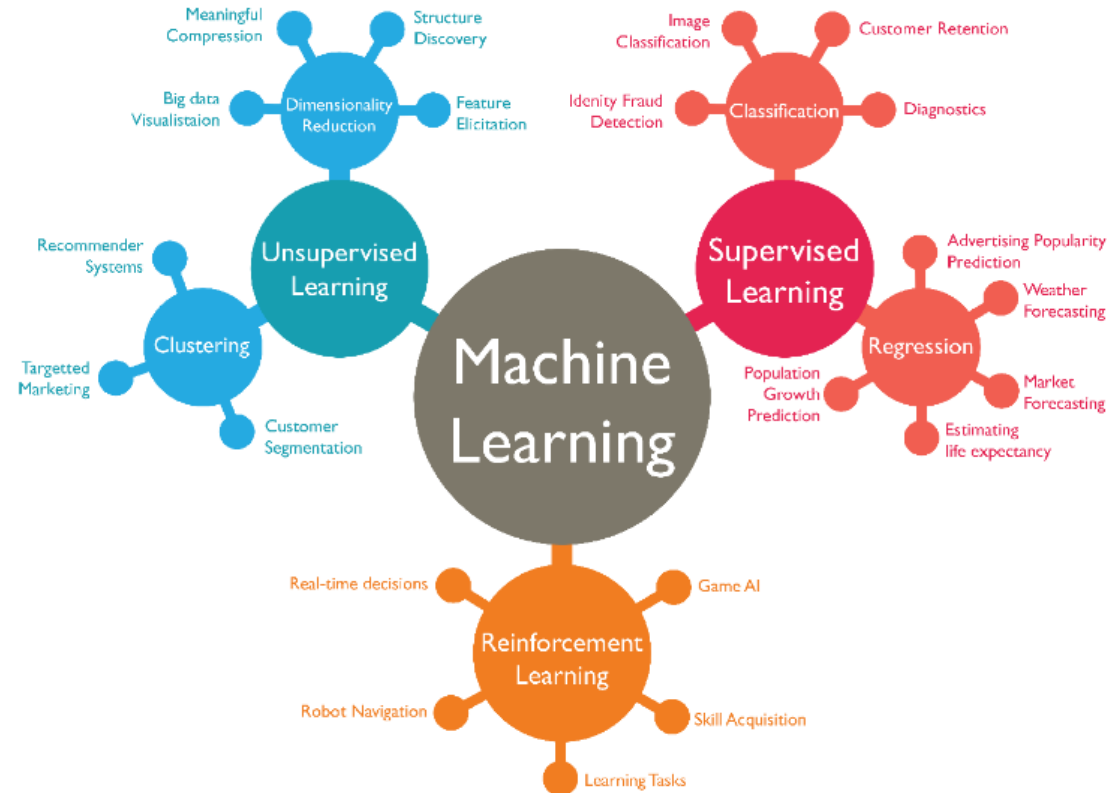 Meaningful
Compression
Structure
Discovery
Big data
Visualistaion
Dimensionality
Reduction
Feature
Elicitation
Image
Classification
Customer Retention
Idenity Fraud
Detection
Classification
Diagnostics
Unsupervised
Learning
Supervised
Learning
Recommender
Systems
Clustering
Targetted
Marketing
Customer
Segmentation
Machine
Learning
Advertising Popularity
Prediction
Weather
Forecasting
Regression
Population
Growth
Prediction
Market
Forecasting
Estimating
life expectancy
Real-time decisions
Game AI
Reinforcement
Learning
Robot Navigation
Skill Acquisition
Learning Tasks